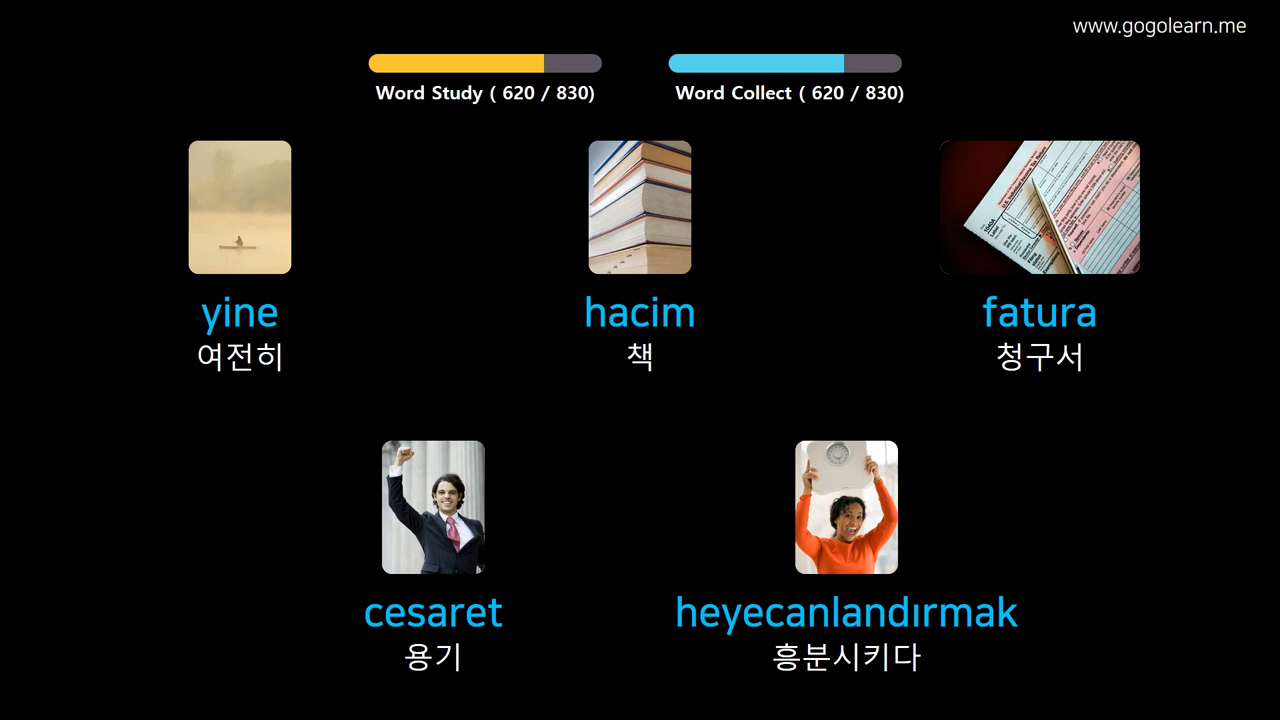 www.gogolearn.me
Word Study ( 620 / 830)
Word Collect ( 620 / 830)
yine
여전히
hacim
책
fatura
청구서
cesaret
용기
heyecanlandırmak
흥분시키다